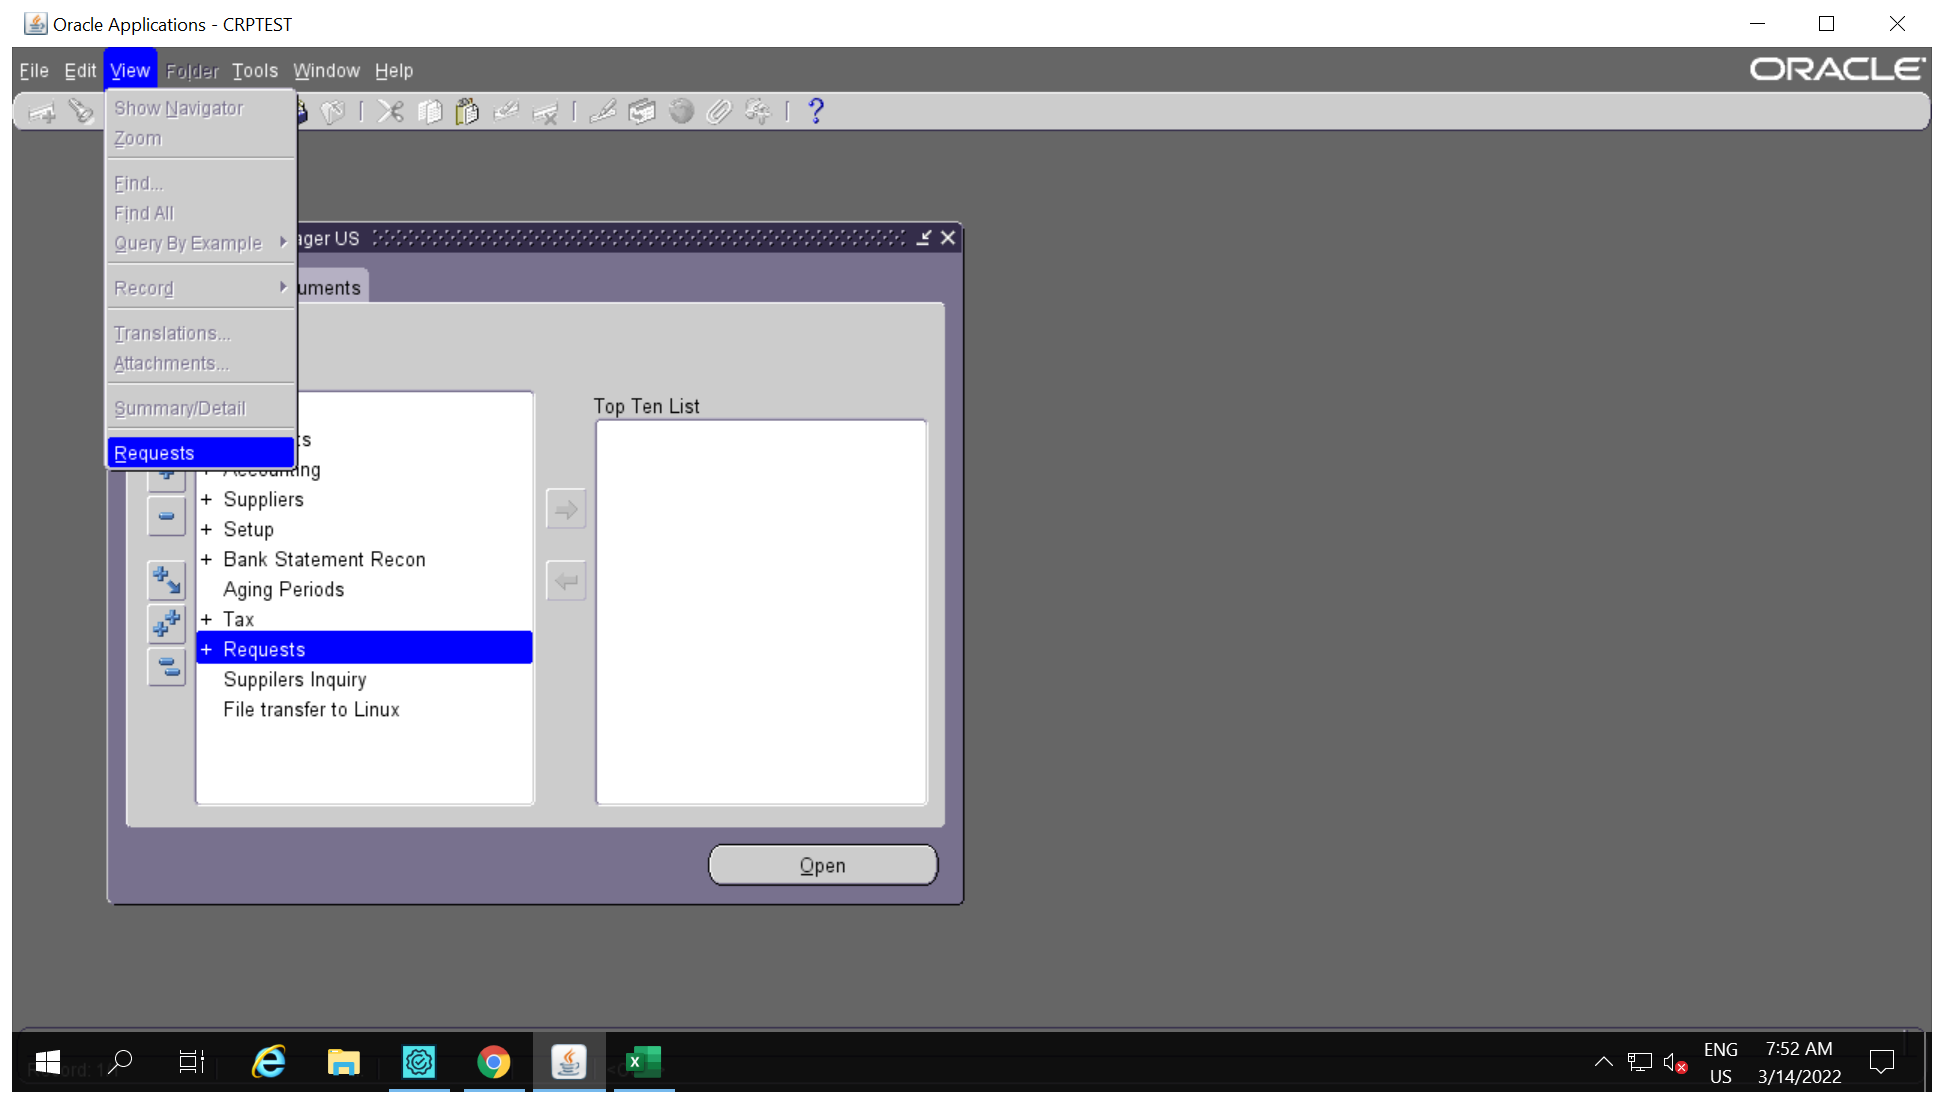 Oracle Applications - CRPTEST
File Edit View Folder Tools Window Help
ORACLE
Show Navigator
Zoom
Find...
Find All
Query By Example
Record
Translations...
Attachments...
Summary/Detail
Requests
ager US
uments
Top Ten List
ts
+ Accounting
+ Suppliers
+ Setup
+ Bank Statement Recon
Aging Periods
+ Tax
+ Requests
Suppilers Inquiry
File transfer to Linux
Open
ENG
US
7:52 AM
3/14/2022